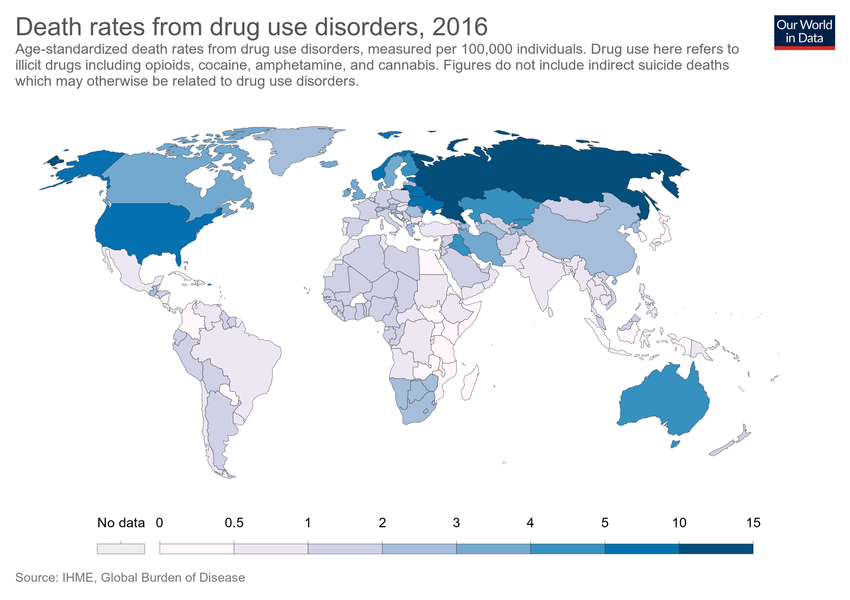 Death rates from drug use disorders, 2016
Our World
in Data
Age-standardized death rates from drug use disorders, measured per 100,000 individuals. Drug use here refers to
illicit drugs including opioids, cocaine, amphetamine, and cannabis. Figures do not include indirect suicide deaths
which may otherwise be related to drug use disorders.
No data 0 0.5 1 2 3 4 5 10 15
Source: IHME, Global Burden of Disease